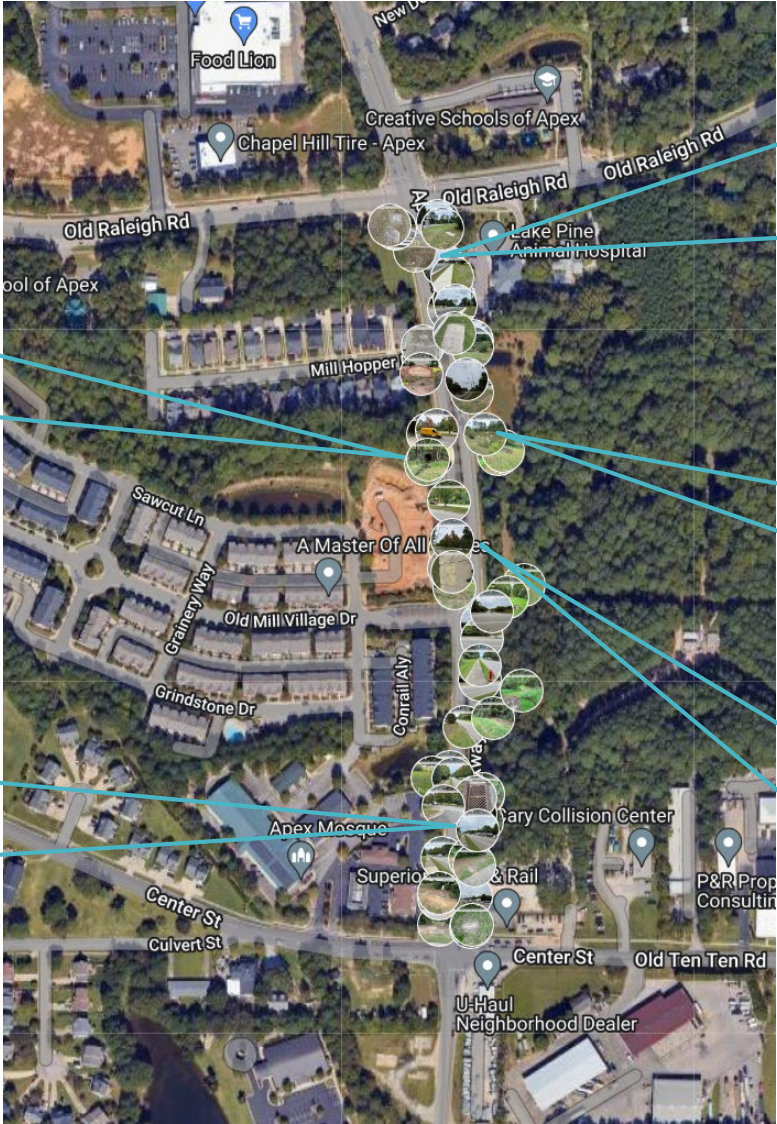 New
Food Lion
Creative Schools of Apex
Chapel Hill Tire - Apex
Old Raleigh Rd
Old Raleigh Rd
Old Raleigh Rd
Lake Pine
Animal Hospital
ool of Apex
Mill Hopper
Sawcut Ln
A Master Of All
es
Grainery Way
Old Mill Village Dr
Conrail Aly
Grindstone Dr
Cary Collision Center
Apex Mosque
Superio
& Rail
P&R Prop
Consultin
Center St
Culvert St
Center St
Old Ten Ten Rd
U-Haul
Neighborhood Dealer